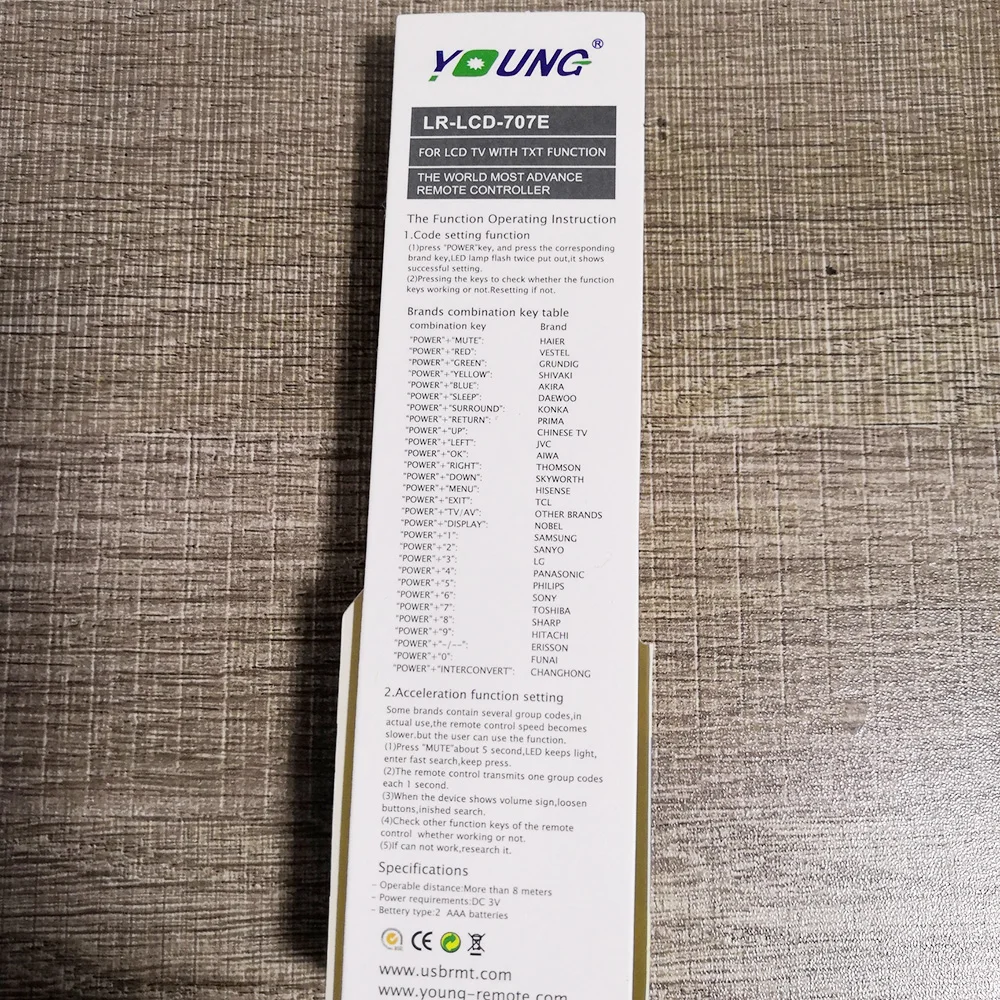 YOUNG®
LR-LCD-707E
FOR LCD TV WITH TXT FUNCTION
THE WORLD MOST ADVANCE
REMOTE CONTROLLER
The Function Operating Instruction
1.Code setting function
(1)press "POWER"key, and press the corresponding
brand key,LED lamp flash twice put out,it shows
successful setting.
(2)Pressing the keys to check whether the function
keys working or not.Resetting if not.
Brands combination key table
combination key Brand
"POWER"+"MUTE": HAIER
"POWER"+"RED": VESTEL
"POWER"+"GREEN": GRUNDIG
"POWER"+"YELLOW": SHIVAKI
"POWER"+"BLUE": AKIRA
"POWER"+"SLEEP": DAEWOO
"POWER"+"SURROUND": KONKA
"POWER"+"RETURN": PRIMA
"POWER"+"UP": CHINESE TV
"POWER"+"LEFT": JVC
"POWER"+"OK": AIWA
"POWER"+"RIGHT": THOMSON
"POWER"+"DOWN": SKYWORTH
"POWER"+"MENU": HISENSE
"POWER"+"EXIT": TCL
"POWER"+"TV/AV": OTHER BRANDS
"POWER"+"DISPLAY": NOBEL
"POWER"+"1": SAMSUNG
"POWER"+"2": SANYO
"POWER"+"3": LG
"POWER"+"4": PANASONIC
"POWER"+"5": PHILIPS
"POWER"+"6": SONY
"POWER"+"7": TOSHIBA
"POWER"+"8": SHARP
"POWER"+"9": HITACHI
"POWER"+"-/--": ERISSON
"POWER"+"0": FUNAI
"POWER"+"INTERCONVERT": CHANGHONG
2.Acceleration function setting
Some brands contain several group codes,in
actual use,the remote control speed becomes
slower.but the user can use the function.
(1)Press "MUTE"about 5 second,LED keeps light,
enter fast search,keep press.
(2)The remote control transmits one group codes
each 1 second.
(3)When the device shows volume sign,loosen
buttons,inished search.
(4)Check other function keys of the remote
control whether working or not.
(5)If can not work,research it.
Specifications
- Operable distance:More than 8 meters
- Power requirements:DC 3V
- Bettery type:2 AAA batteries
CE
www.usbrmt.com
www.young-remote.com